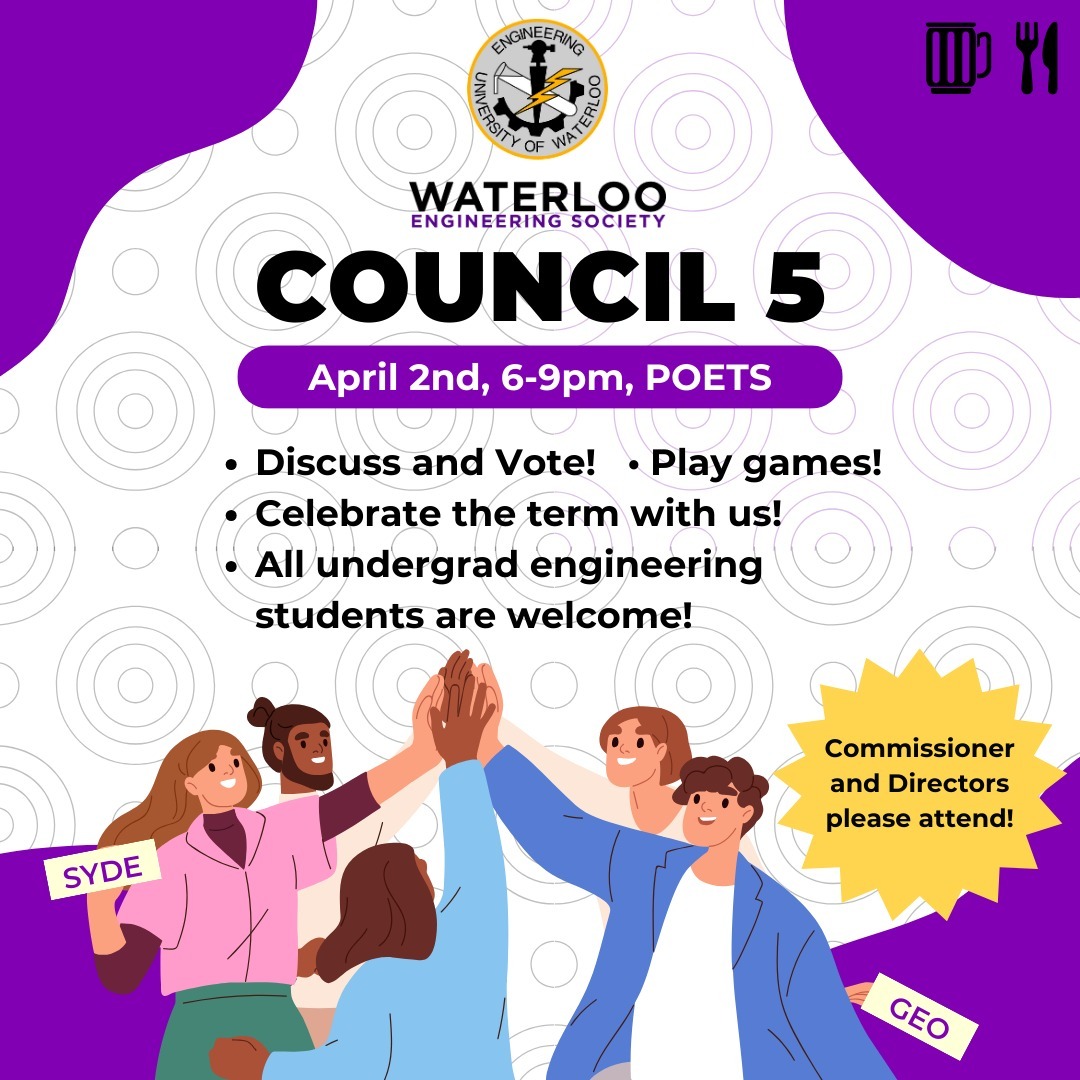 ENGINEERING
UNIVERSITY OF WATERLOO
WATERLOO
ENGINEERING SOCIETY
COUNCIL 5
April 2nd, 6-9pm, POETS
• Discuss and Vote! • Play games!
• Celebrate the term with us!
• All undergrad engineering
students are welcome!
Commissioner
and Directors
please attend!
SYDE
GEO